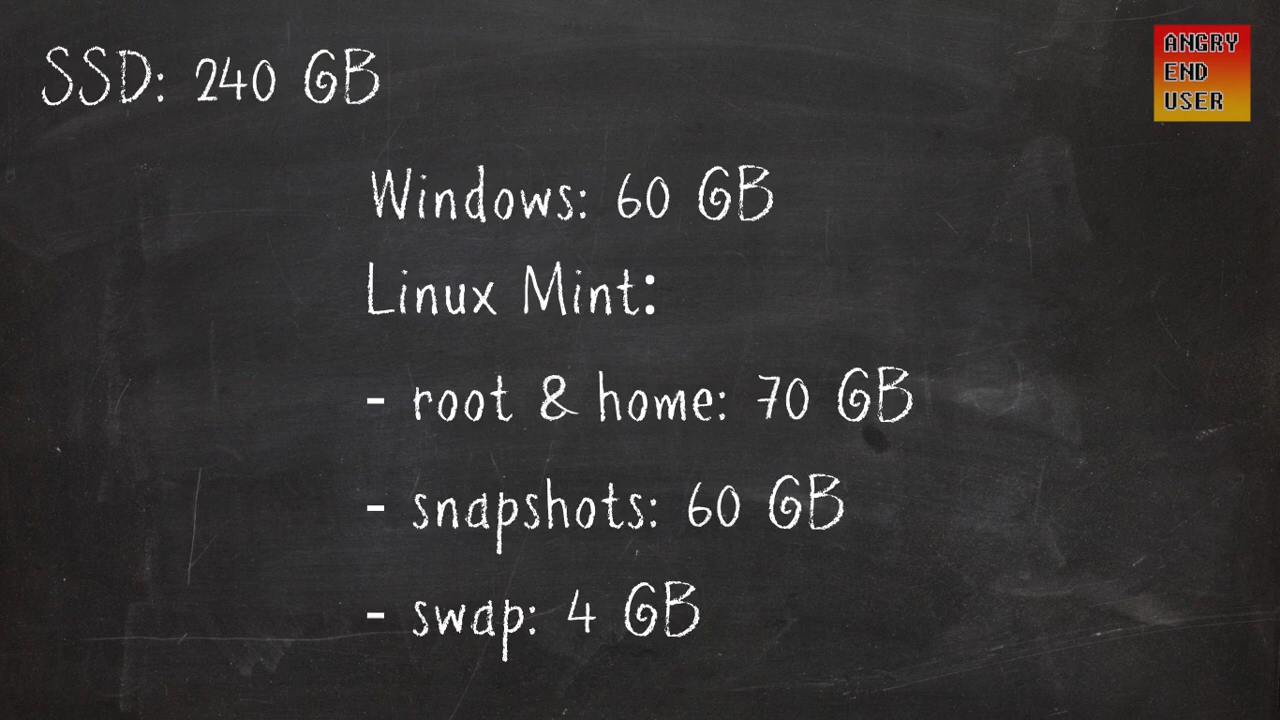 SSD: 240 GB
ANGRY
END
USER
Windows: 60 GB
Linux Mint:
- root & home: 70 GB
- snapshots: 60 GB
- swap: 4 GB